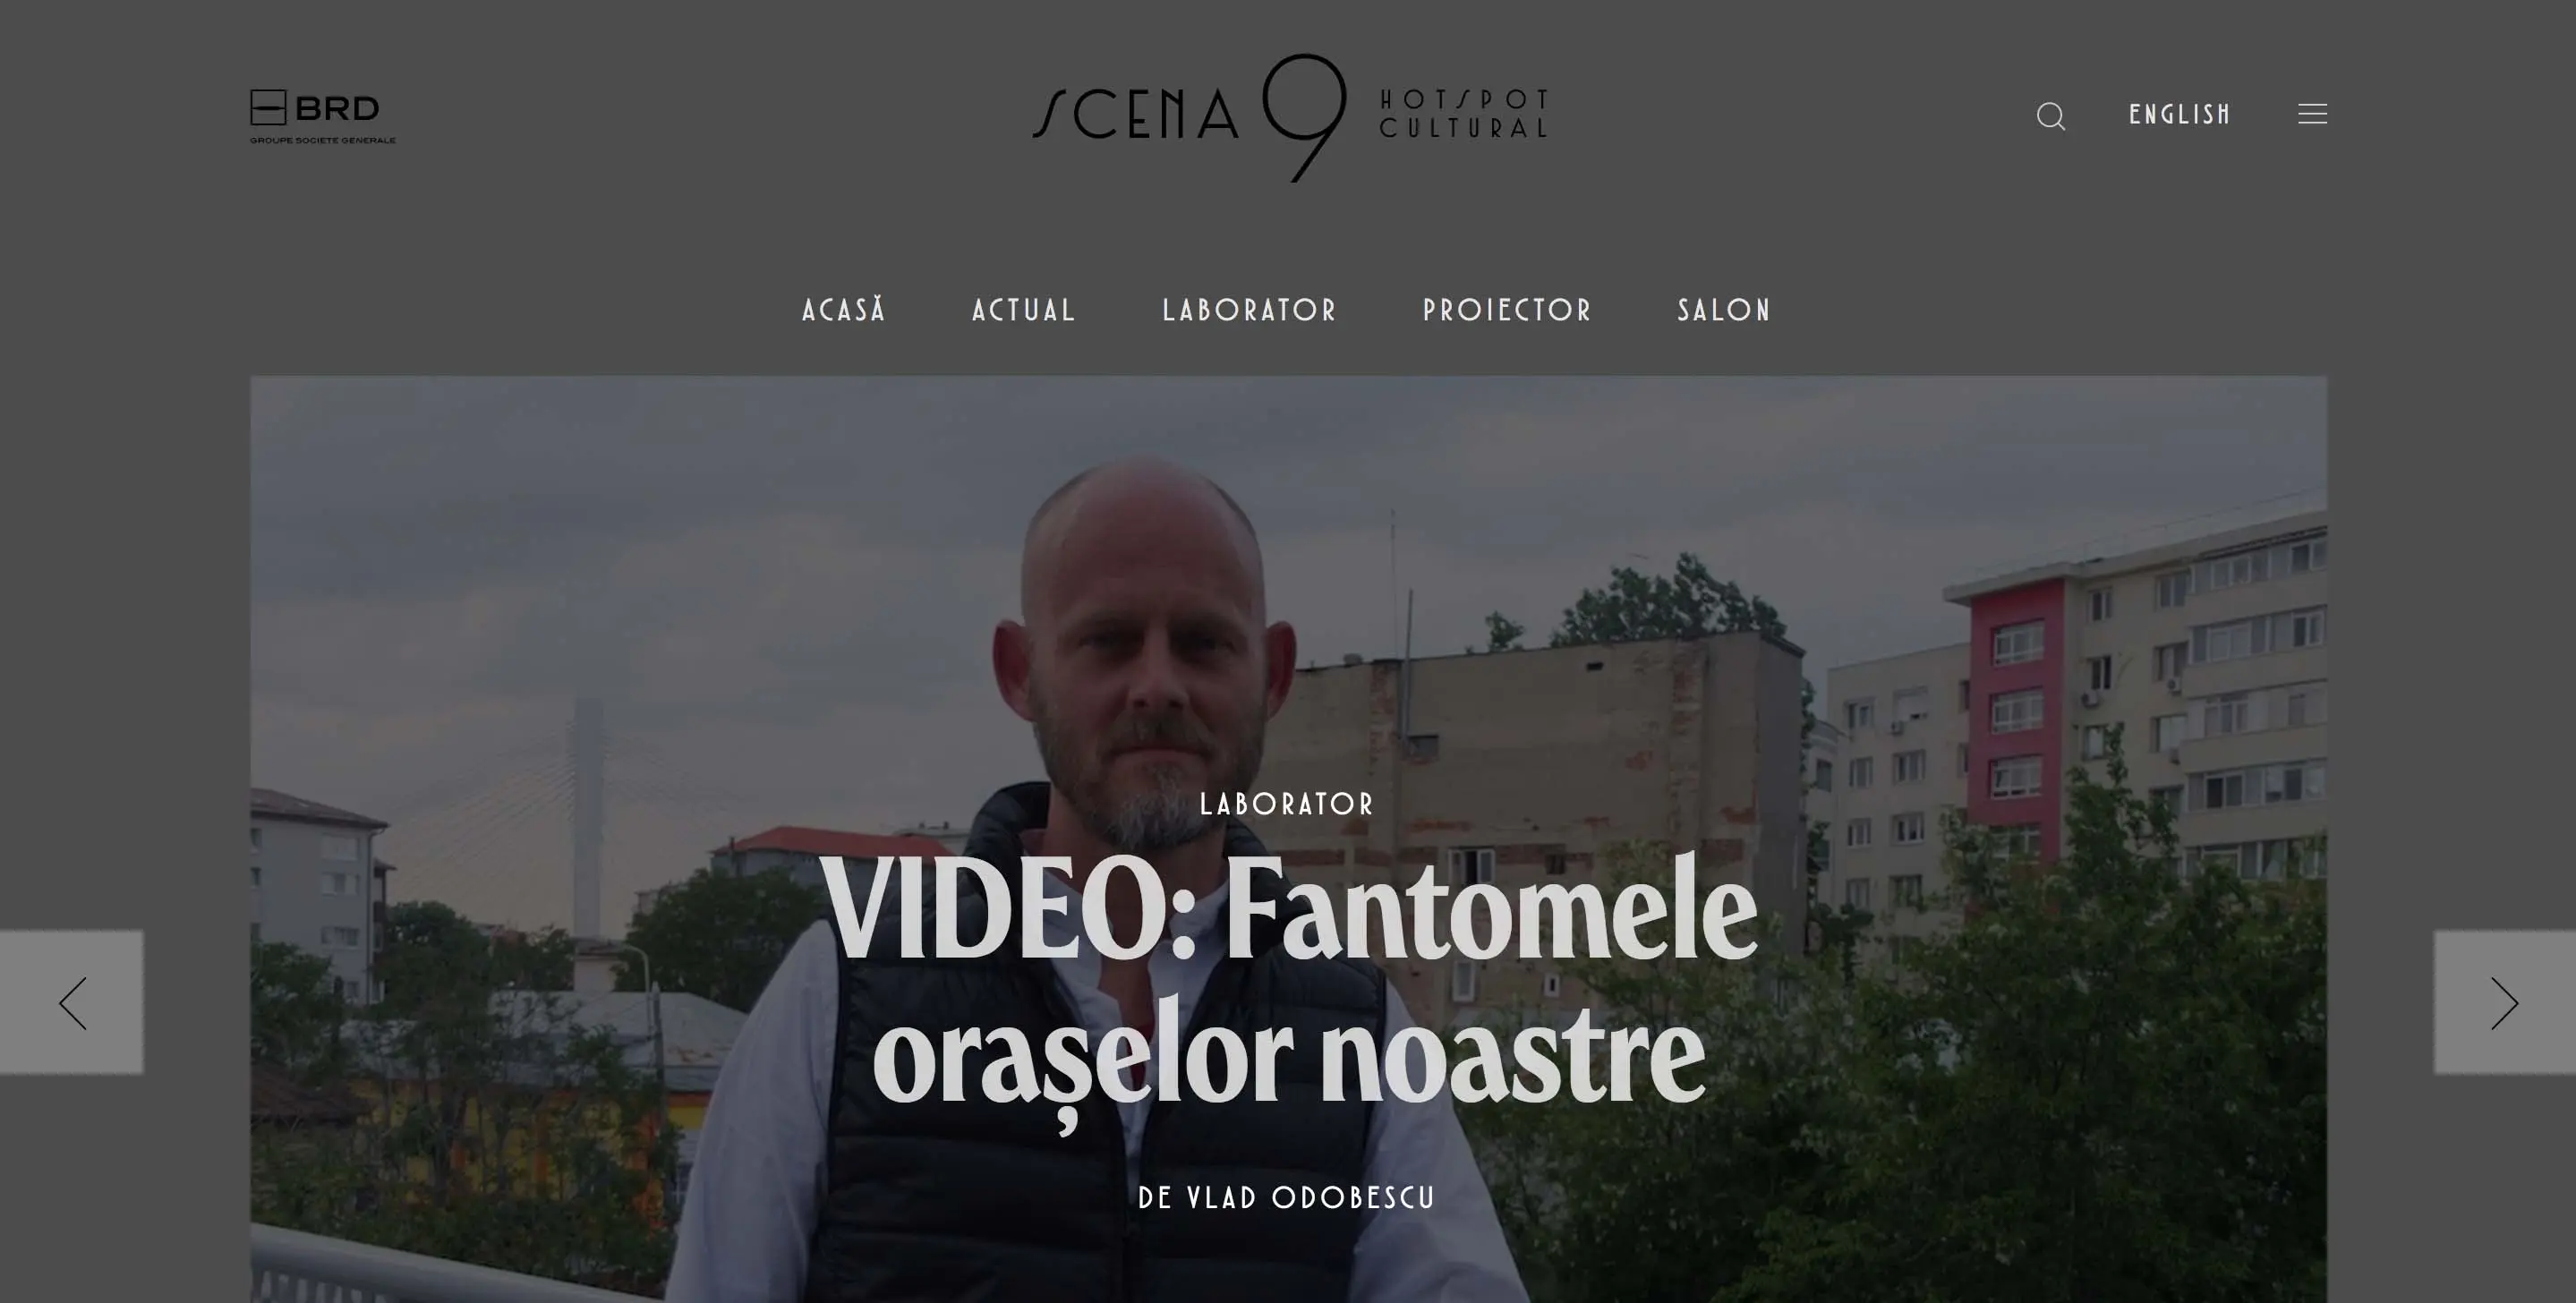 BRD
GROUPE SOCIETE GENERALE
SCENA 9
HOTSPOT
CULTURAL
ENGLISH
ACASĂ ACTUAL LABORATOR PROIECTOR SALON
LABORATOR
VIDEO: Fantomele
orașelor noastre
DE VLAD ODOBESCU